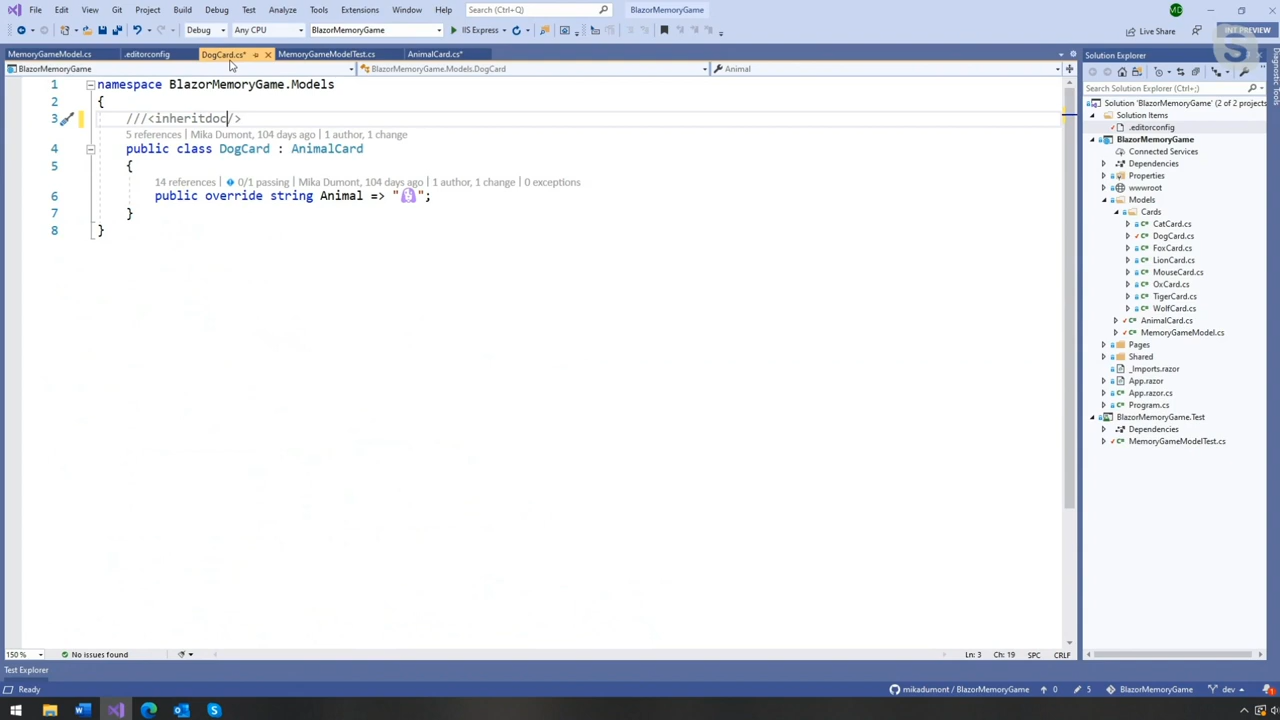 File Edit View Git Project Build Debug Test Analyze Tools Extensions Window Help Search (Ctrl+Q) BlazorMemoryGame MD
Debug Any CPU BlazorMemoryGame IIS Express Live Share INT PREVIEW
MemoryGameModel.cs .editorconfig DogCard.cs* MemoryGameModelTest.cs AnimalCard.cs*
BlazorMemoryGame BlazorMemoryGame.Models.DogCard Animal
1 namespace BlazorMemoryGame.Models
2 {
3 ///<inheritdoc/>
5 references | Mika Dumont, 104 days ago | 1 author, 1 change
4 public class DogCard : AnimalCard
5 {
14 references | 0/1 passing | Mika Dumont, 104 days ago | 1 author, 1 change | 0 exceptions
6 public override string Animal => "🐶";
7 }
8 }
Solution Explorer
Search Solution Explorer (Ctrl+;)
Solution 'BlazorMemoryGame' (2 of 2 projects
Solution Items
.editorconfig
BlazorMemoryGame
Connected Services
Dependencies
Properties
wwwroot
Models
Cards
CatCard.cs
DogCard.cs
FoxCard.cs
LionCard.cs
MouseCard.cs
OxCard.cs
TigerCard.cs
WolfCard.cs
AnimalCard.cs
MemoryGameModel.cs
Pages
Shared
_Imports.razor
App.razor
App.razor.cs
Program.cs
BlazorMemoryGame.Test
Dependencies
MemoryGameModelTest.cs
Diagnostic Tools
150 % No issues found Ln: 3 Ch: 19 SPC CRLF
Test Explorer
Ready mikadumont / BlazorMemoryGame 0 5 BlazorMemoryGame dev